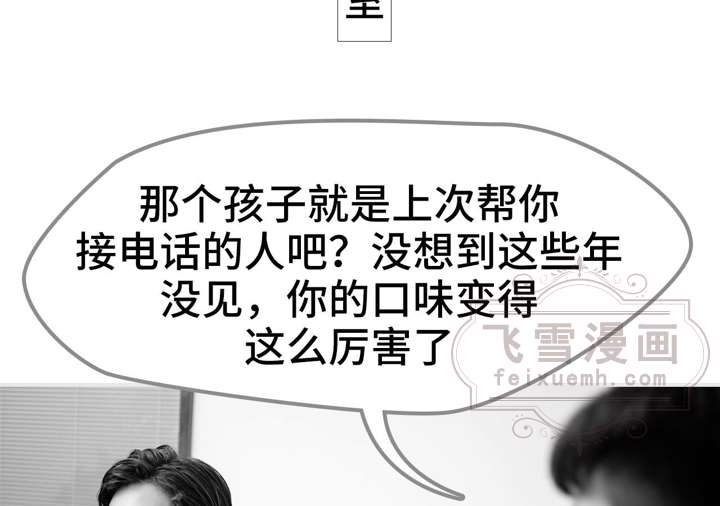 那个孩子就是上次帮你
接电话的人吧？没想到这些年
没见，你的口味变得
这么厉害了
飞雪漫画
feixuemh.com